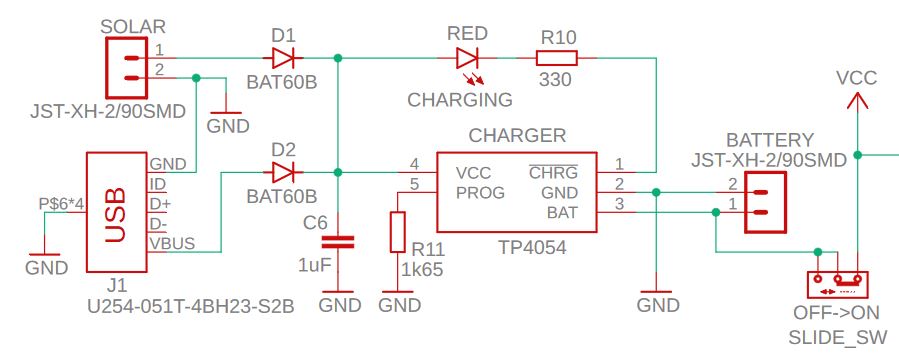 SOLAR
1
2
JST-XH-2/90SMD
D1
BAT60B
GND
RED
CHARGING
R10
330
VCC
CHARGER
4 VCC CHRG 1
5 PROG GND 2
BAT 3
TP4054
BATTERY
JST-XH-2/90SMD
2
1
D2
BAT60B
USB
GND
ID
D+
D-
VBUS
P$6*4
GND
J1
U254-051T-4BH23-S2B
C6
1uF
GND
R11
1k65
GND
GND
OFF->ON
SLIDE_SW